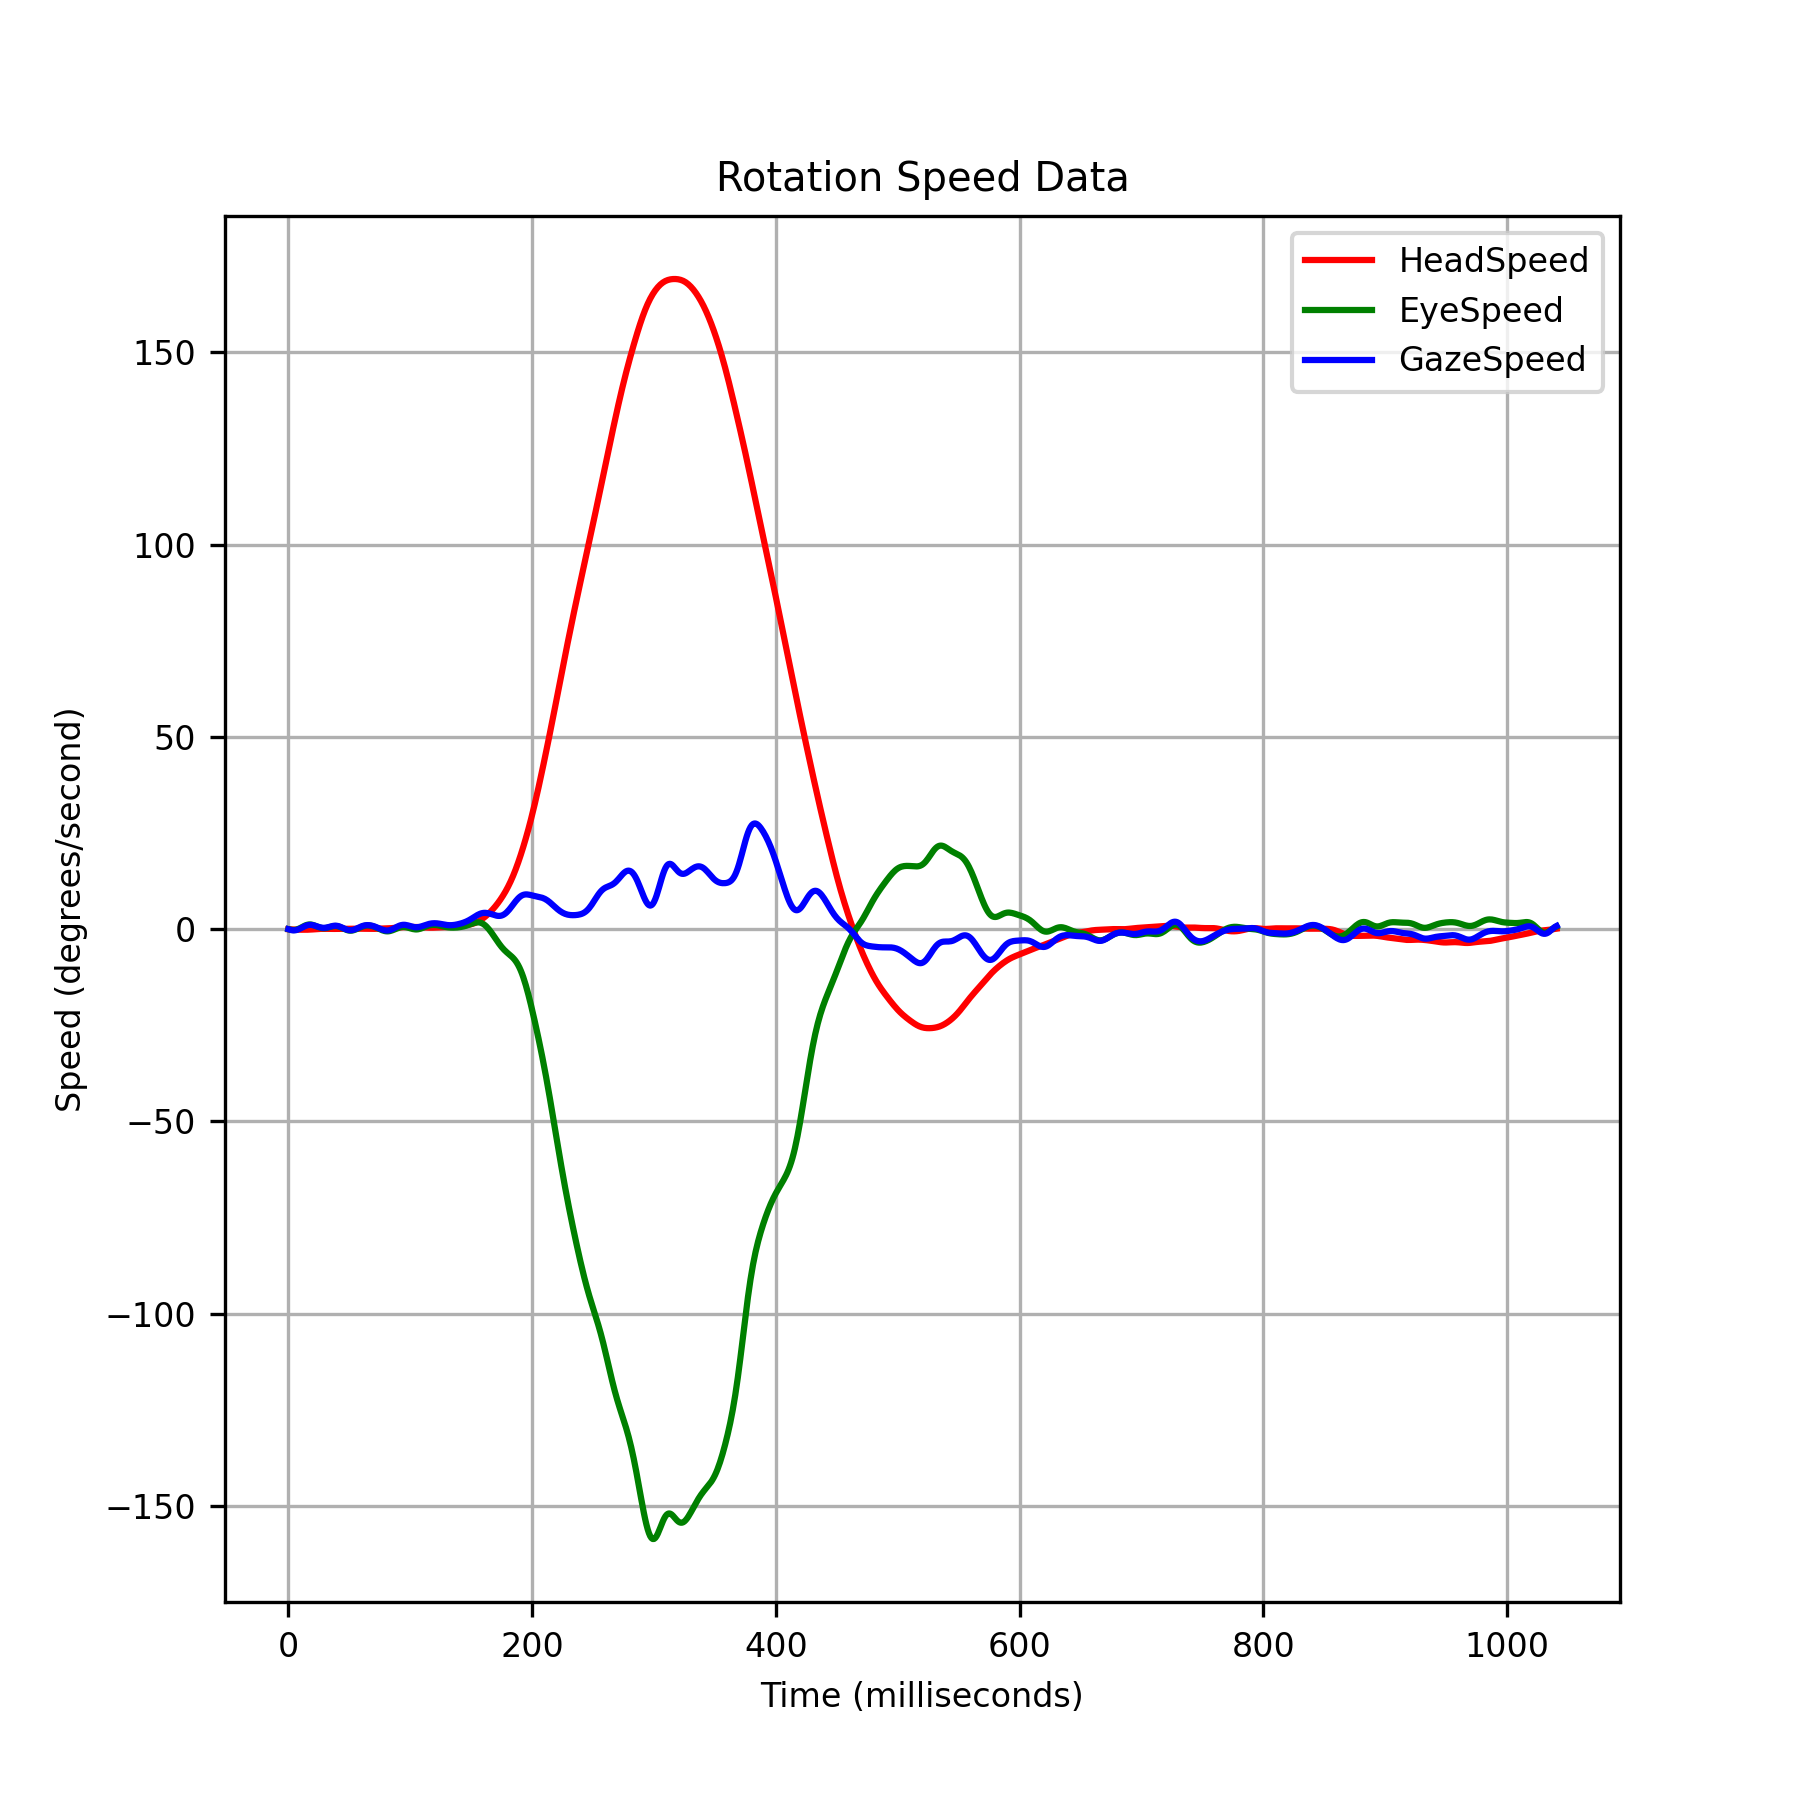 Rotation Speed Data
HeadSpeed
EyeSpeed
GazeSpeed
150
100
50
0
−50
−100
−150
Speed (degrees/second)
0 200 400 600 800 1000
Time (milliseconds)